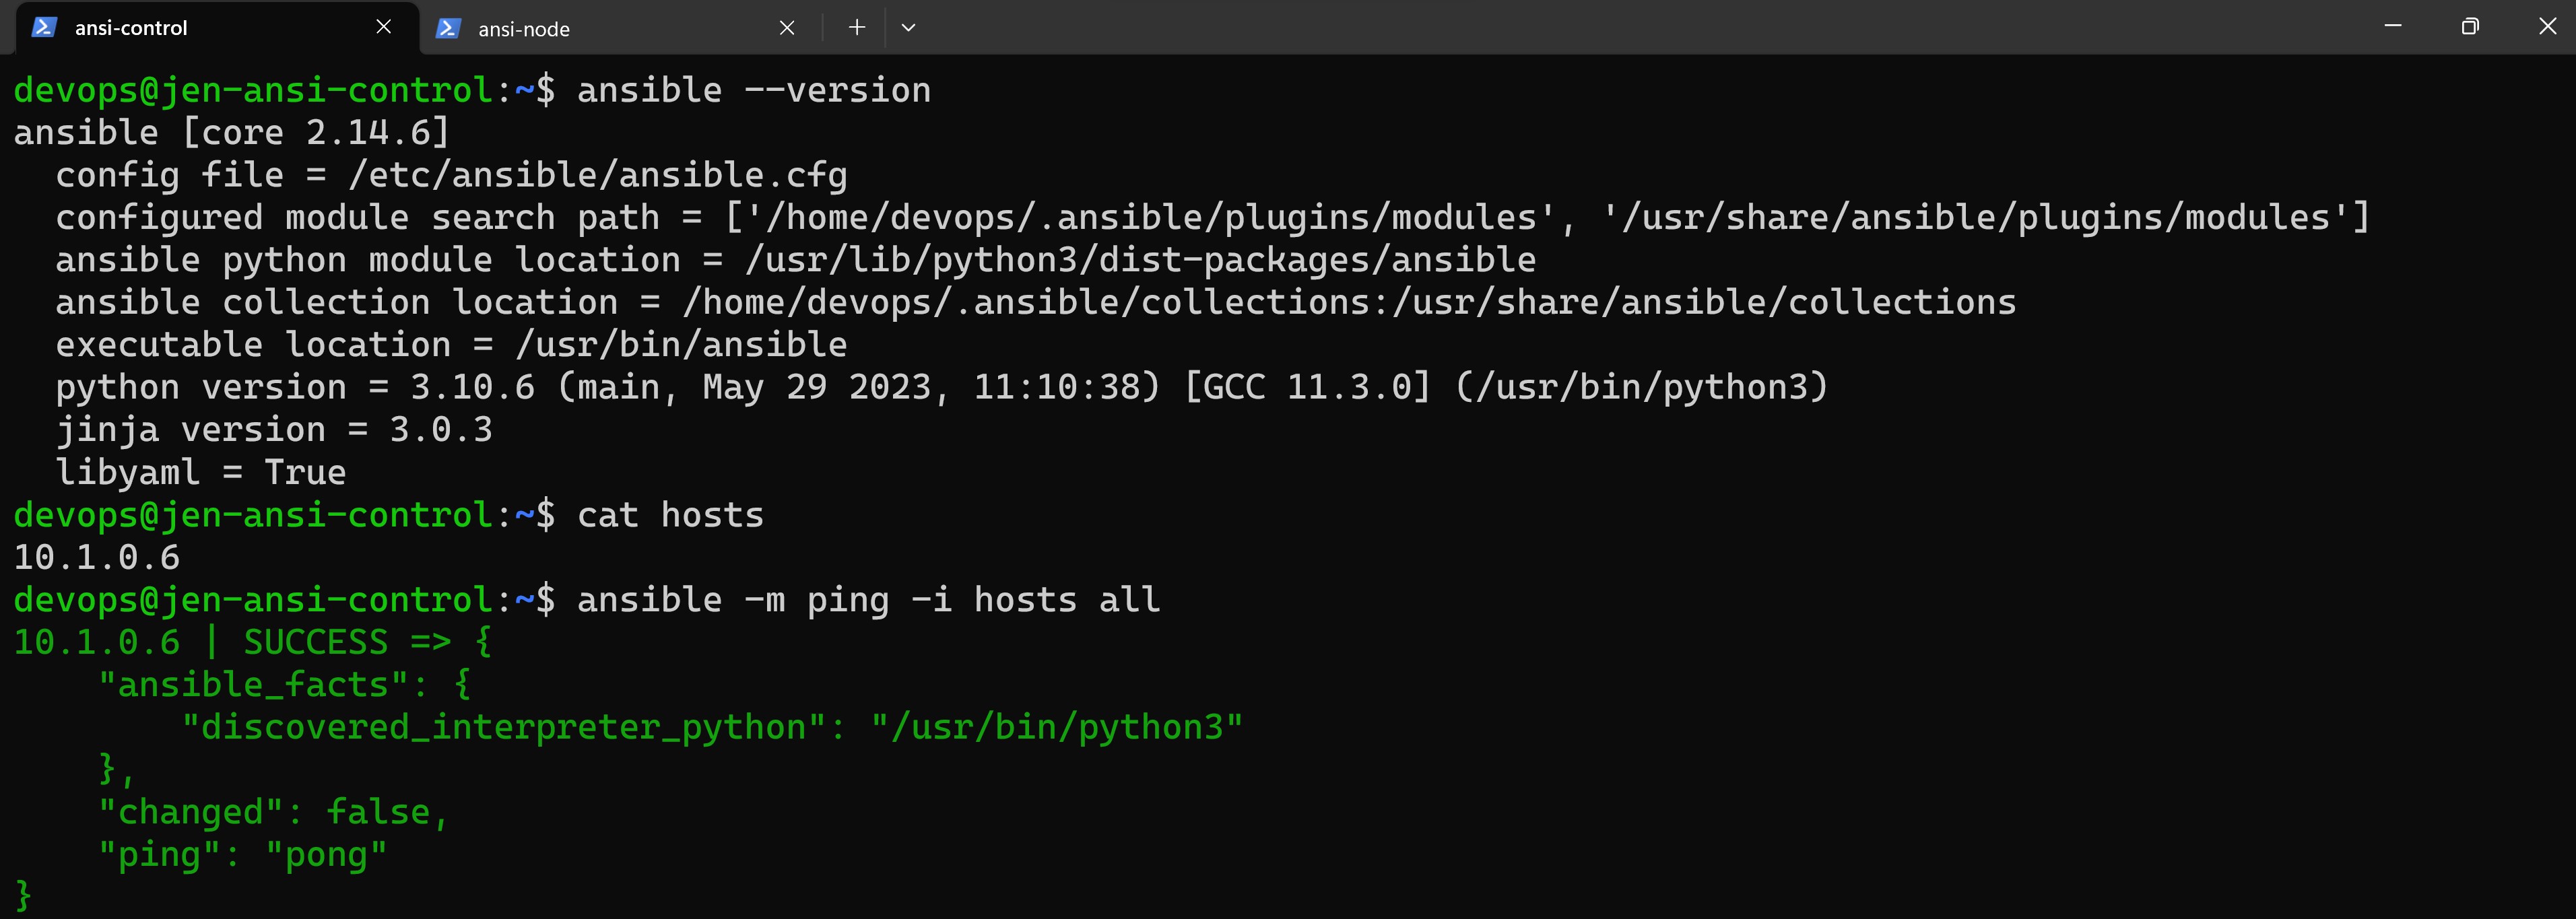 ansi-control
ansi-node
devops@jen-ansi-control:~$ ansible --version
ansible [core 2.14.6]
  config file = /etc/ansible/ansible.cfg
  configured module search path = ['/home/devops/.ansible/plugins/modules', '/usr/share/ansible/plugins/modules']
  ansible python module location = /usr/lib/python3/dist-packages/ansible
  ansible collection location = /home/devops/.ansible/collections:/usr/share/ansible/collections
  executable location = /usr/bin/ansible
  python version = 3.10.6 (main, May 29 2023, 11:10:38) [GCC 11.3.0] (/usr/bin/python3)
  jinja version = 3.0.3
  libyaml = True
devops@jen-ansi-control:~$ cat hosts
10.1.0.6
devops@jen-ansi-control:~$ ansible -m ping -i hosts all
10.1.0.6 | SUCCESS => {
    "ansible_facts": {
        "discovered_interpreter_python": "/usr/bin/python3"
    },
    "changed": false,
    "ping": "pong"
}